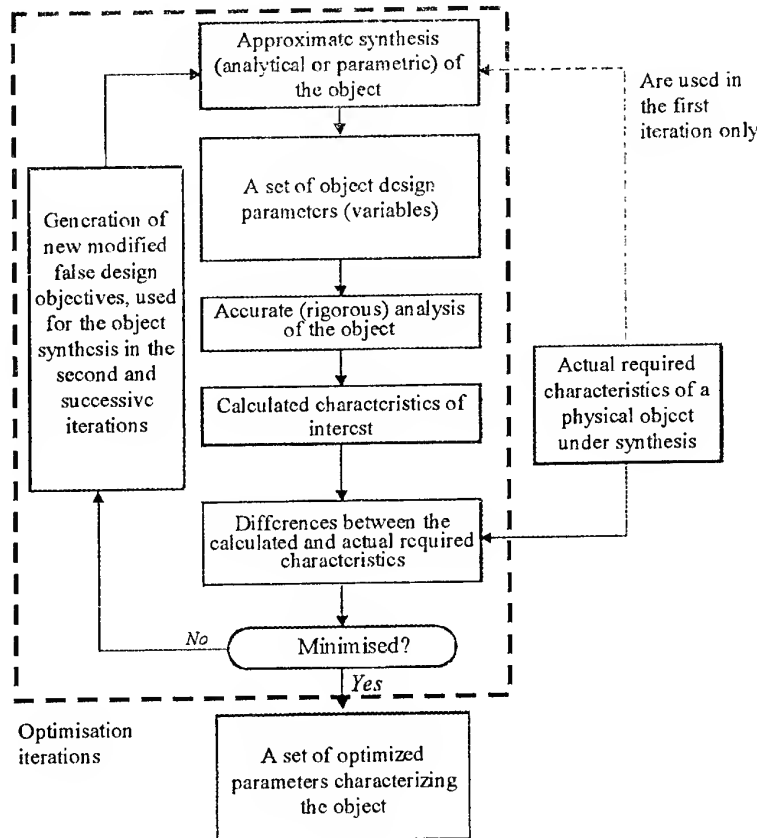 Approximate synthesis
(analytical or parametric) of
the object
Are used in
the first
iteration only
A set of object design
parameters (variables)
Generation of
new modified
false design
objectives, used
for the object
synthesis in the
second and
successive
iterations
Accurate (rigorous) analysis
of the object
Calculated characteristics of
interest
Actual required
characteristics of a
physical object
under synthesis
Differences between the
calculated and actual required
characteristics
No
Minimised?
Yes
Optimisation
iterations
A set of optimized
parameters characterizing
the object